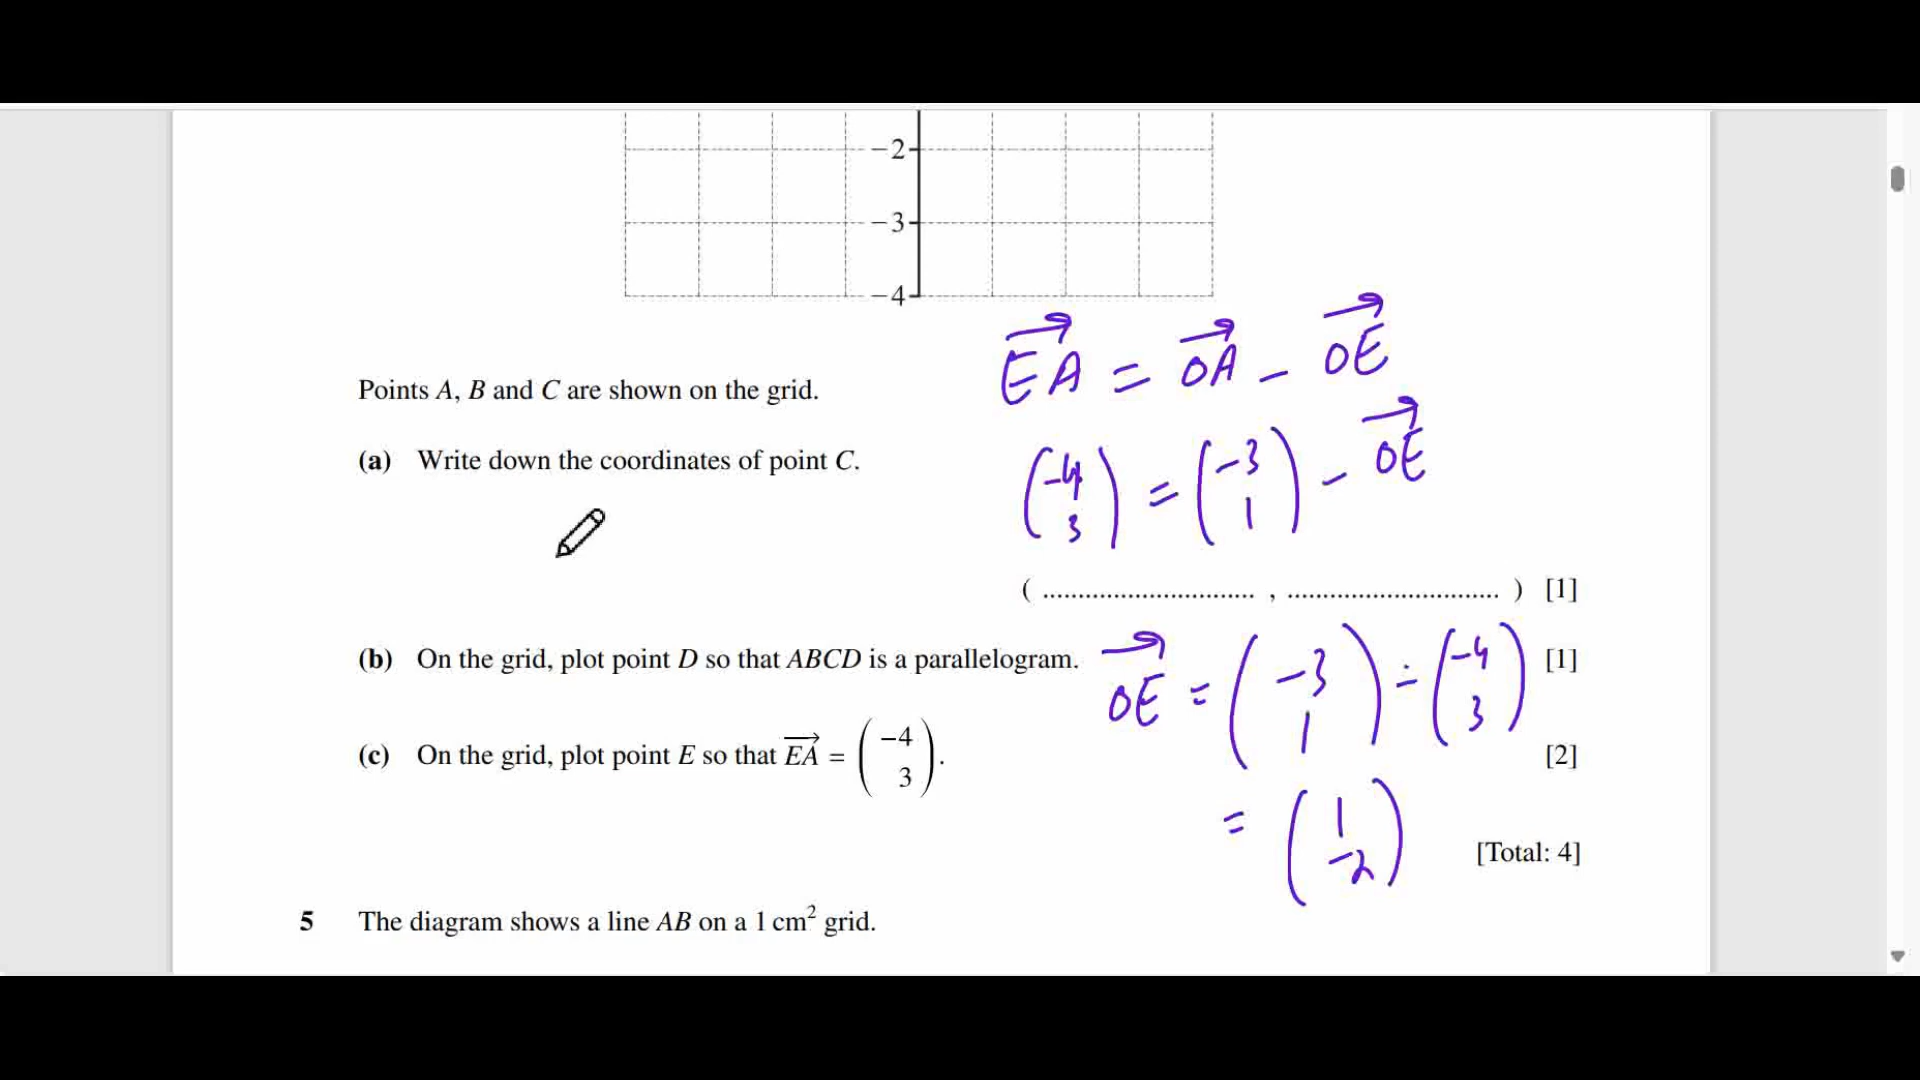 −2
−3
−4
EA = OA − OE
Points A, B and C are shown on the grid.
(a) Write down the coordinates of point C.
(−4 3) = (−3 1) − OE
( .............................. , .............................. ) [1]
(b) On the grid, plot point D so that ABCD is a parallelogram. [1]
OE = (−3 1) − (−4 3)
(c) On the grid, plot point E so that EA = (−4 3). [2]
= (1 −2)
[Total: 4]
5 The diagram shows a line AB on a 1 cm² grid.